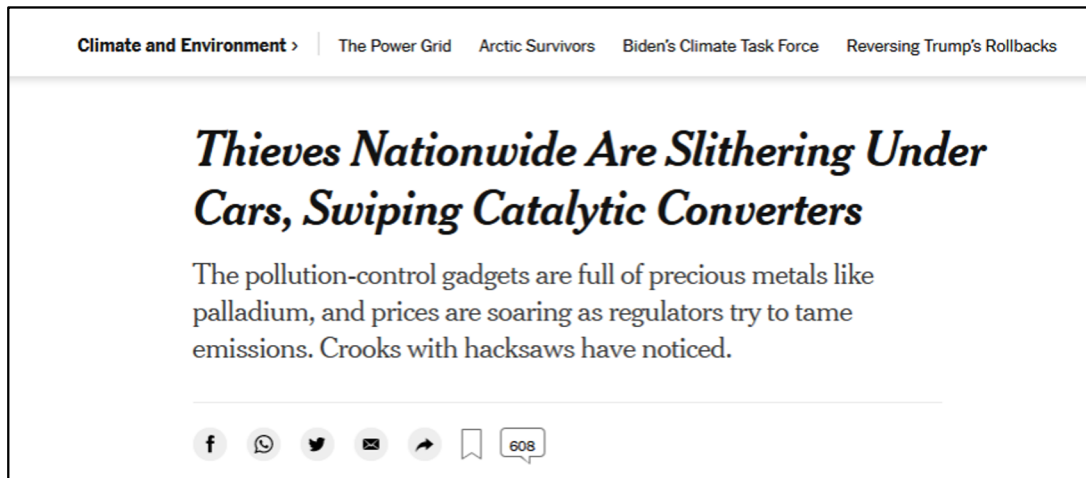 Climate and Environment › The Power Grid Arctic Survivors Biden's Climate Task Force Reversing Trump's Rollbacks
Thieves Nationwide Are Slithering Under
Cars, Swiping Catalytic Converters
The pollution-control gadgets are full of precious metals like
palladium, and prices are soaring as regulators try to tame
emissions. Crooks with hacksaws have noticed.
608